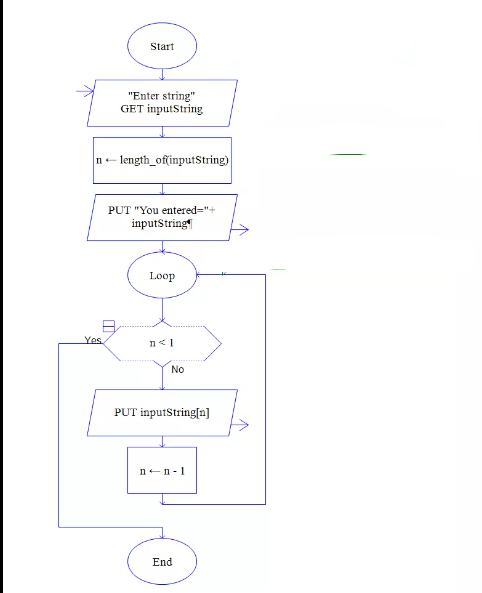 Start
"Enter string"
GET inputString
n ← length_of(inputString)
PUT "You entered="+
inputString¶
Loop
Yes
n < 1
No
PUT inputString[n]
n ← n - 1
End